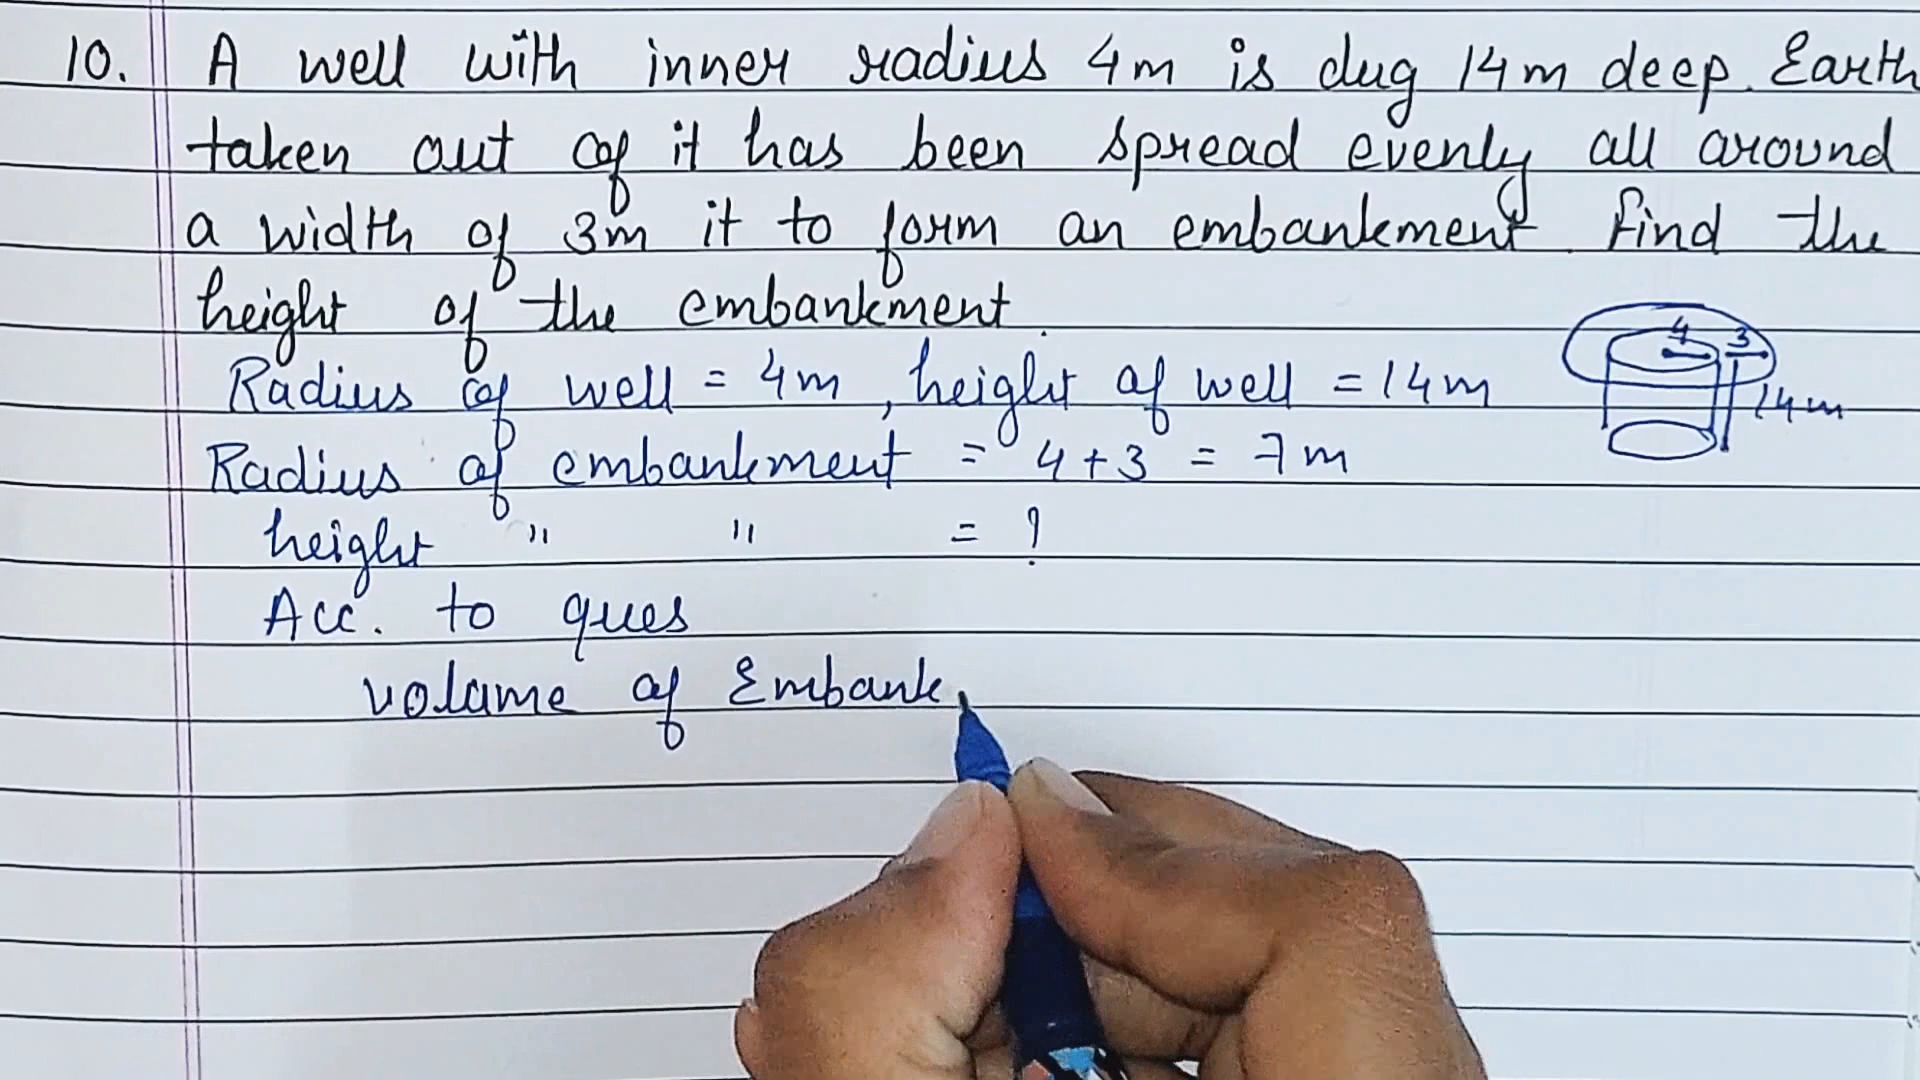 10. A well with inner radius 4m is dug 14m deep. Earth
taken out of it has been spread evenly all around
a width of 3m it to form an embankment. Find the
height of the embankment.
4 3
Radius of well = 4m, height of well = 14m
14m
Radius of embankment = 4+3 = 7m
height " " = ?
Acc. to ques
volume of Embank